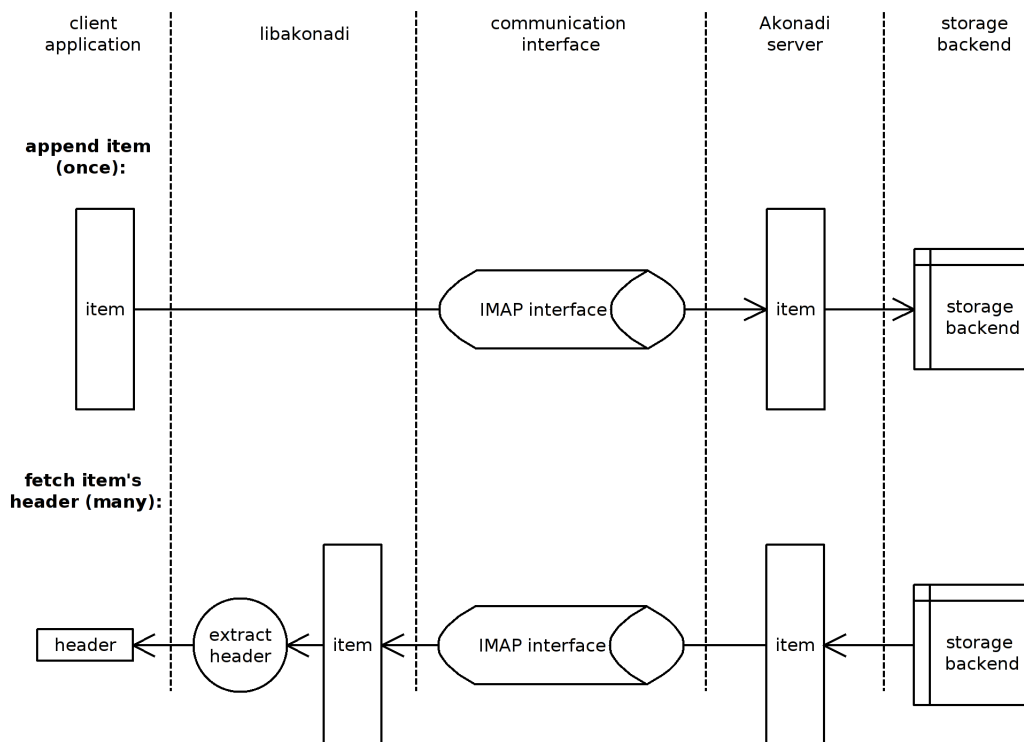 client
application
libakonadi
communication
interface
Akonadi
server
storage
backend
append item
(once):
item
IMAP interface
item
storage
backend
fetch item's
header (many):
header
extract
header
item
IMAP interface
item
storage
backend